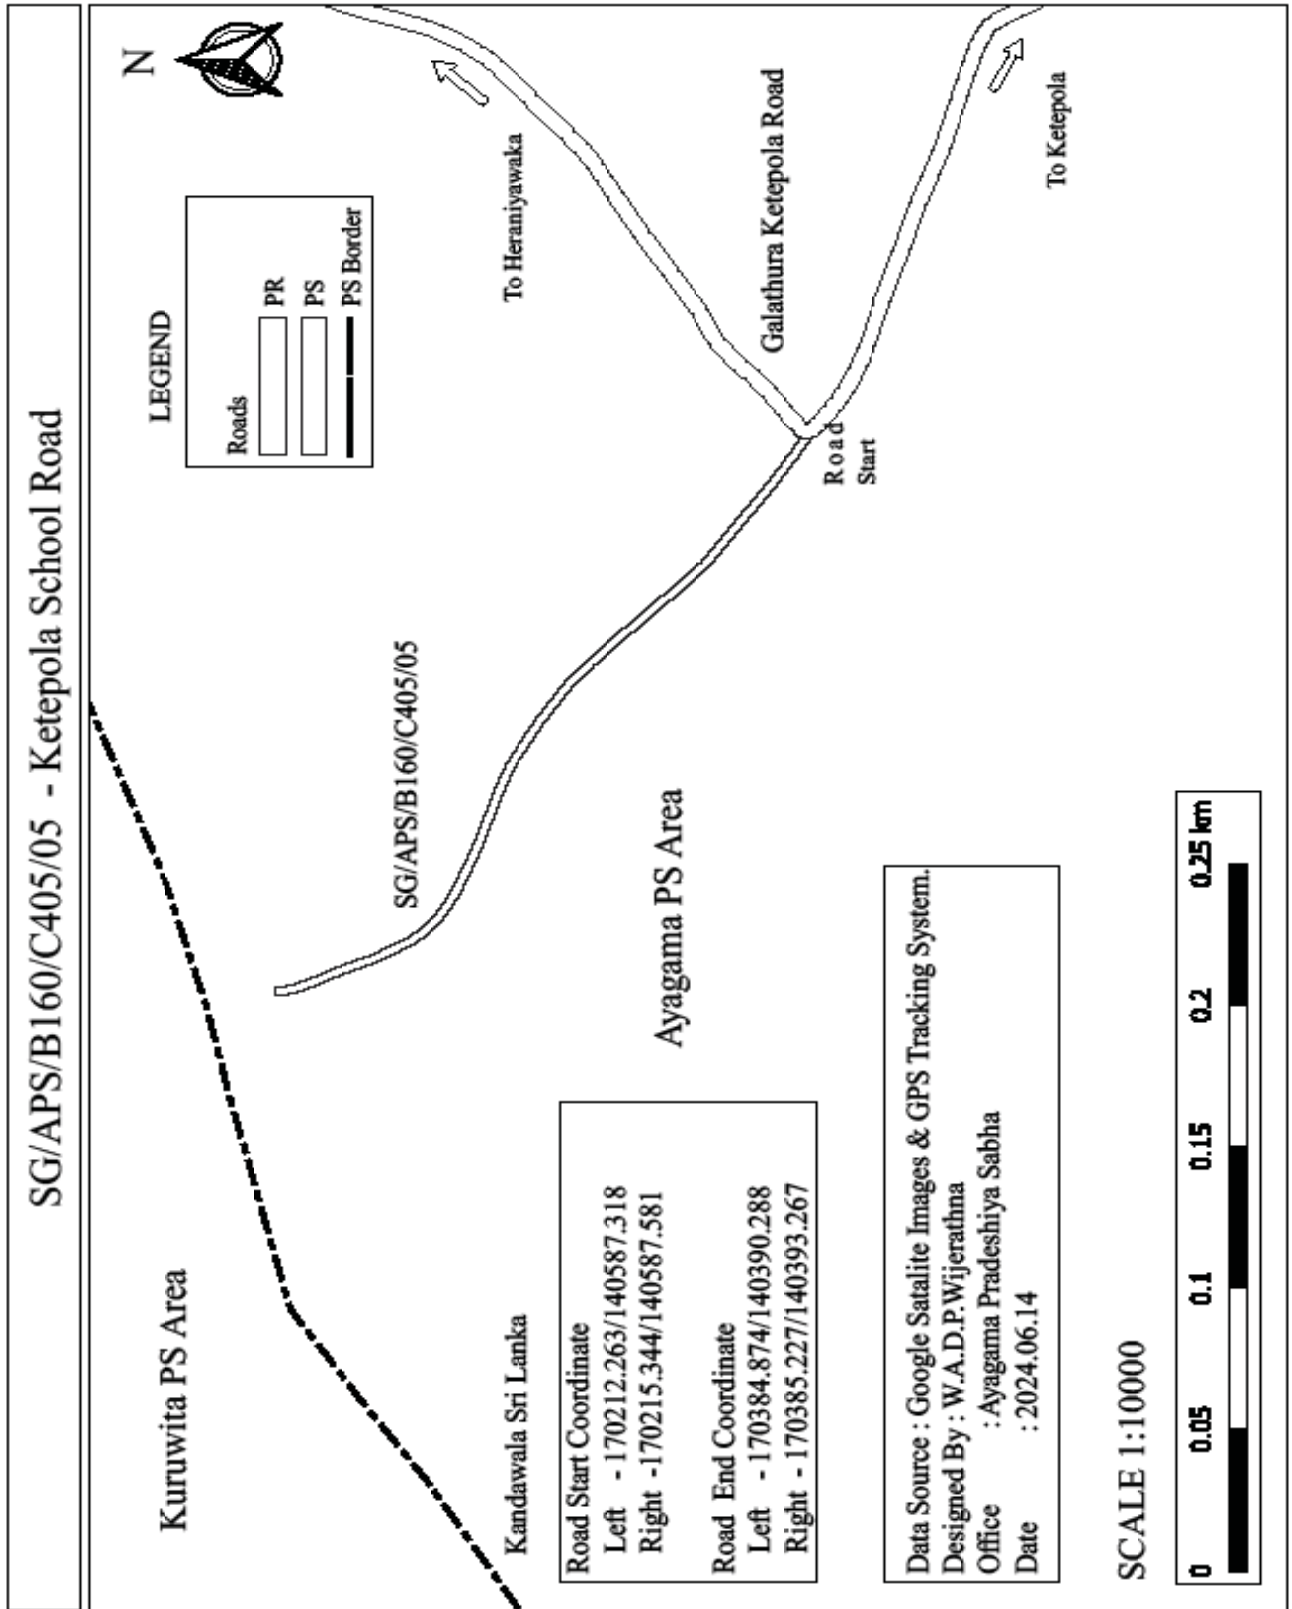 SG/APS/B160/C405/05 - Ketepola School Road
N
LEGEND
Roads
PR
PS
PS Border
Kuruwita PS Area
SG/APS/B160/C405/05
To Heraniyawaka
Galathura Ketepola Road
To Ketepola
Road
Start
Ayagama PS Area
Kandawala Sri Lanka
Road Start Coordinate
Left - 170212.263/140587.318
Right -170215.344/140587.581
Road End Coordinate
Left - 170384.874/140390.288
Right - 170385.227/140393.267
Data Source : Google Satalite Images & GPS Tracking System.
Designed By : W.A.D.P.Wijerathna
Office : Ayagama Pradeshiya Sabha
Date : 2024.06.14
SCALE 1:10000
0 0.05 0.1 0.15 0.2 0.25 km